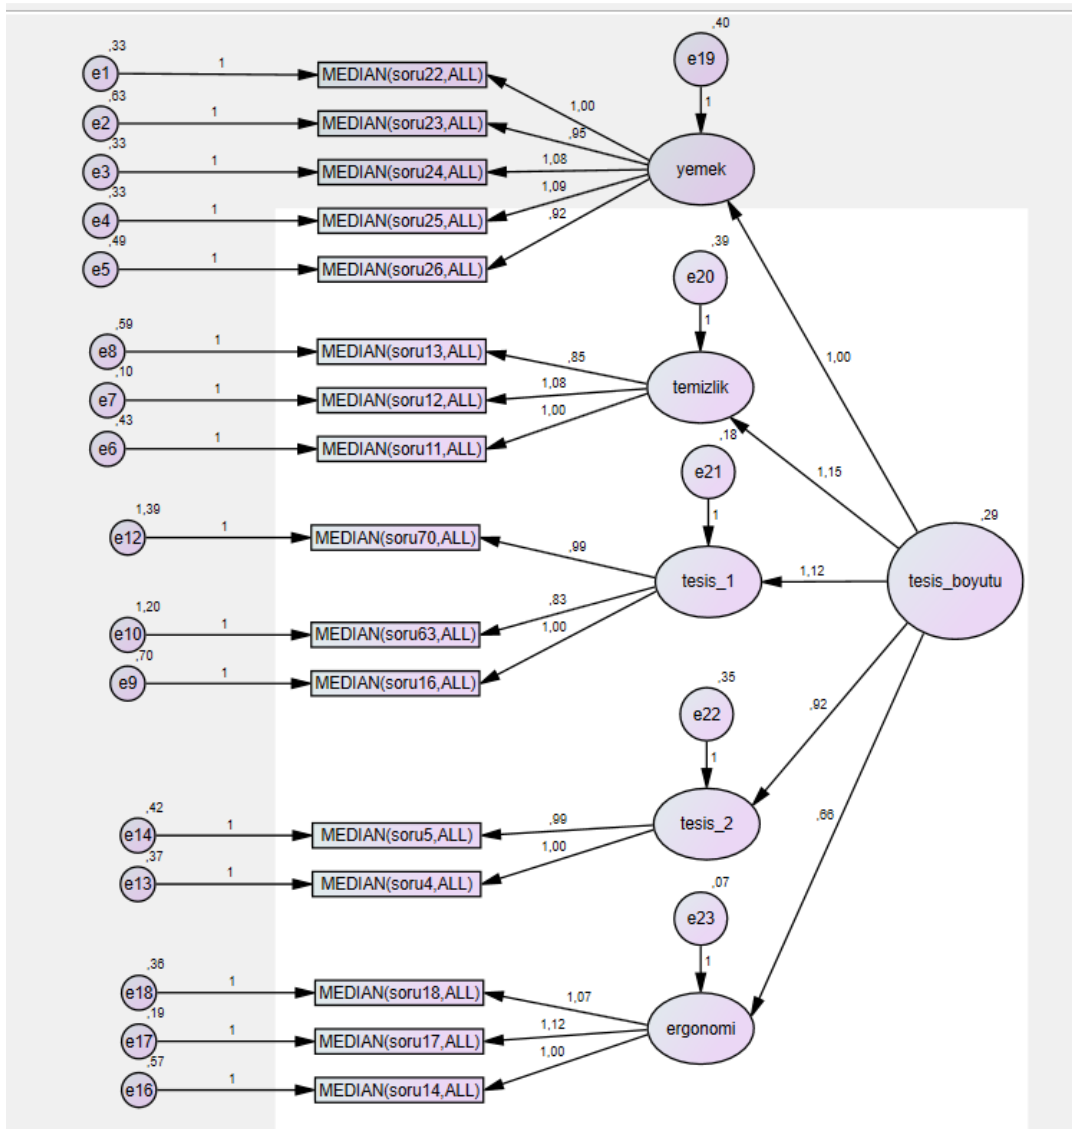 ,40
,33
e19
e1
1
MEDIAN(soru22,ALL)
1
1,00
,63
e2
1
MEDIAN(soru23,ALL)
,95
,33
e3
1
MEDIAN(soru24,ALL)
1,08
yemek
,33
e4
1
MEDIAN(soru25,ALL)
1,09
,49
e5
1
MEDIAN(soru26,ALL)
,92
,39
e20
1
1,00
,59
e8
1
MEDIAN(soru13,ALL)
,85
,10
e7
1
MEDIAN(soru12,ALL)
1,08
temizlik
,43
e6
1
MEDIAN(soru11,ALL)
1,00
,18
e21
1
1,15
1,39
e12
1
MEDIAN(soru70,ALL)
,99
,29
tesis_1
1,12
tesis_boyutu
1,20
e10
1
MEDIAN(soru63,ALL)
,83
,70
e9
1
MEDIAN(soru16,ALL)
1,00
,35
e22
1
,92
,42
e14
1
MEDIAN(soru5,ALL)
,99
tesis_2
,66
,37
e13
1
MEDIAN(soru4,ALL)
1,00
,07
e23
1
,36
e18
1
MEDIAN(soru18,ALL)
1,07
,19
e17
1
MEDIAN(soru17,ALL)
1,12
ergonomi
,57
e16
1
MEDIAN(soru14,ALL)
1,00